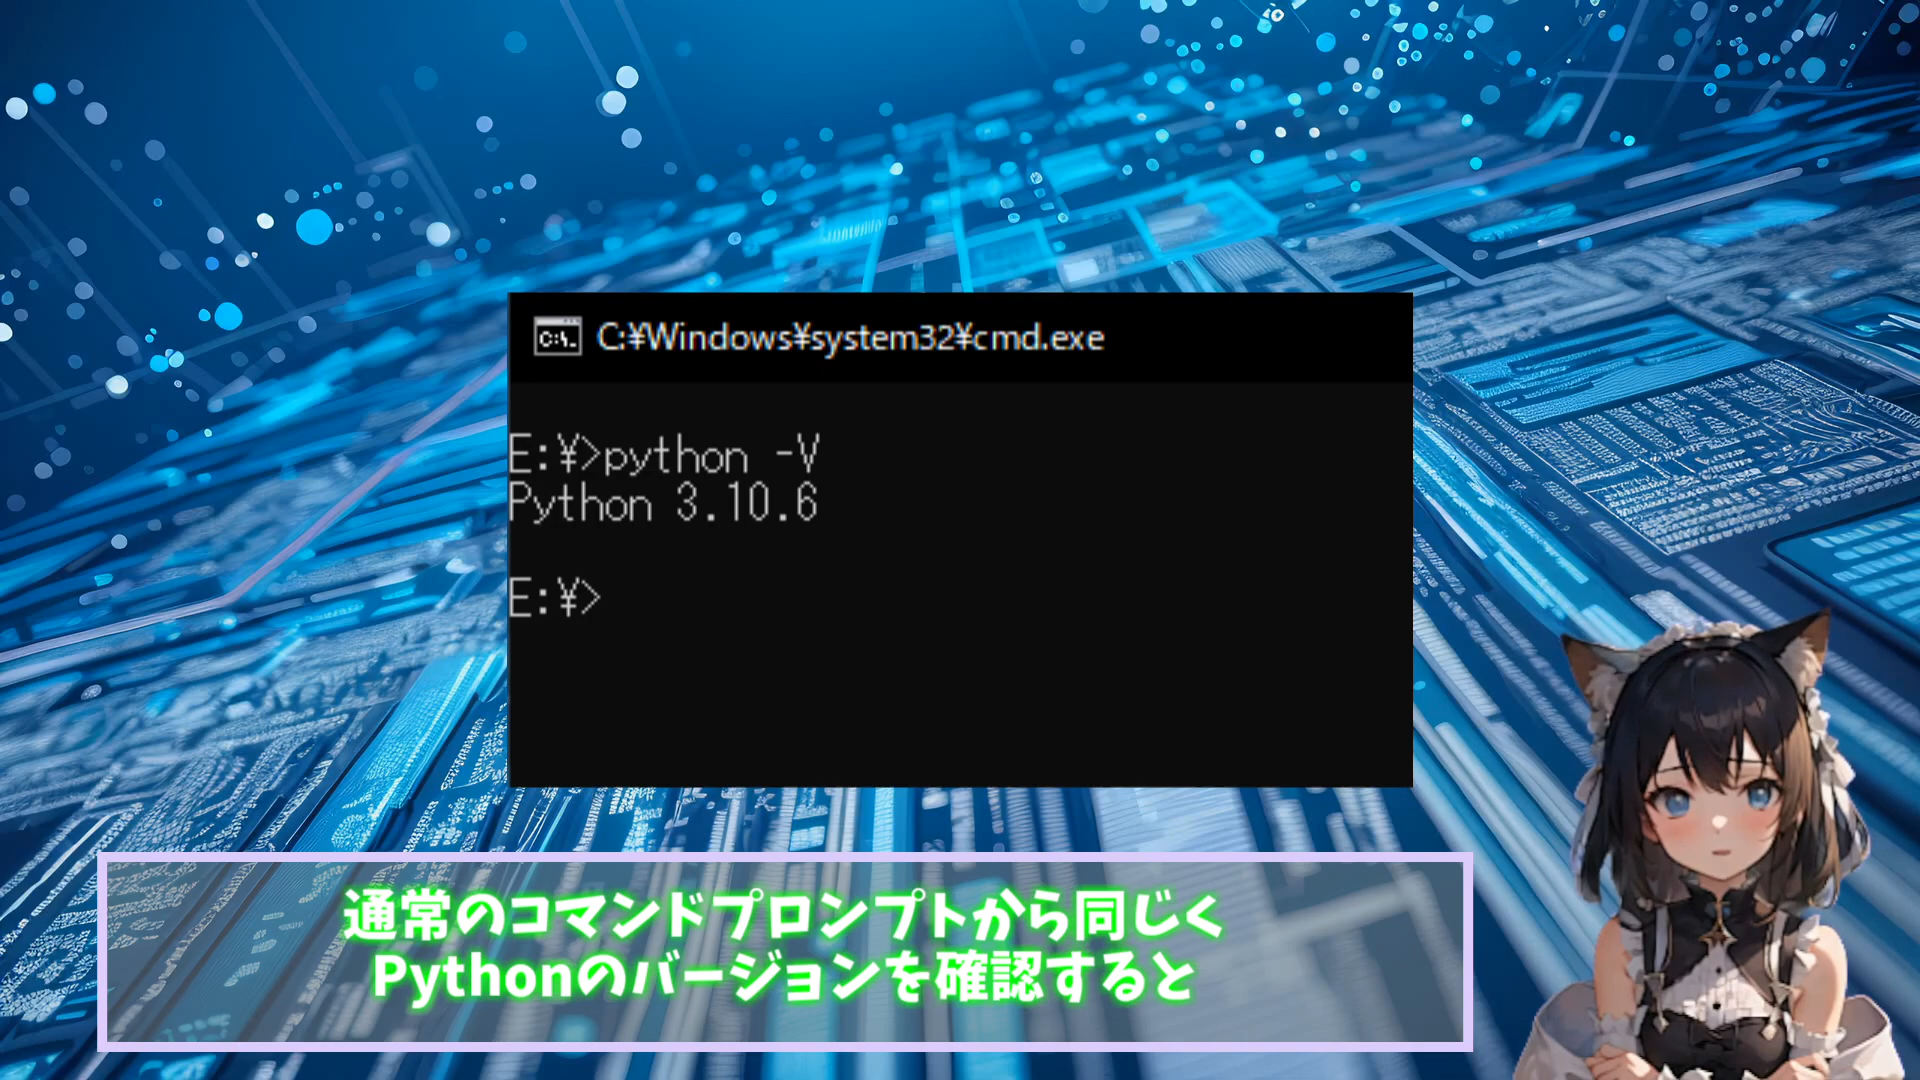 C:\.
C:¥Windows¥system32¥cmd.exe
E:¥>python -V
Python 3.10.6
E:¥>
通常のコマンドプロンプトから同じく
Pythonのバージョンを確認すると